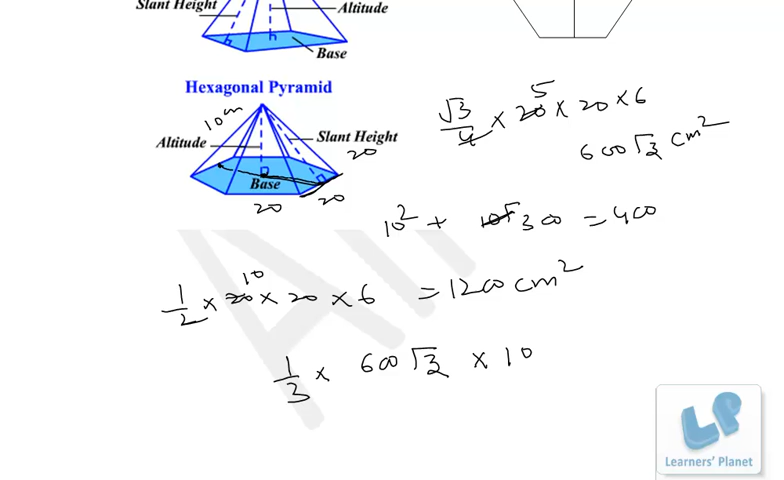 Slant Height
Altitude
Base
Hexagonal Pyramid
10cm
Altitude
Slant Height
20
Base
20
20
√3/4 × 20 5 × 20 × 6
600√3 cm²
10² + 300 = 400
1/2 × 20 10 × 20 × 6 = 1200 cm²
1/3 × 600√3 × 10
LP
Learners' Planet